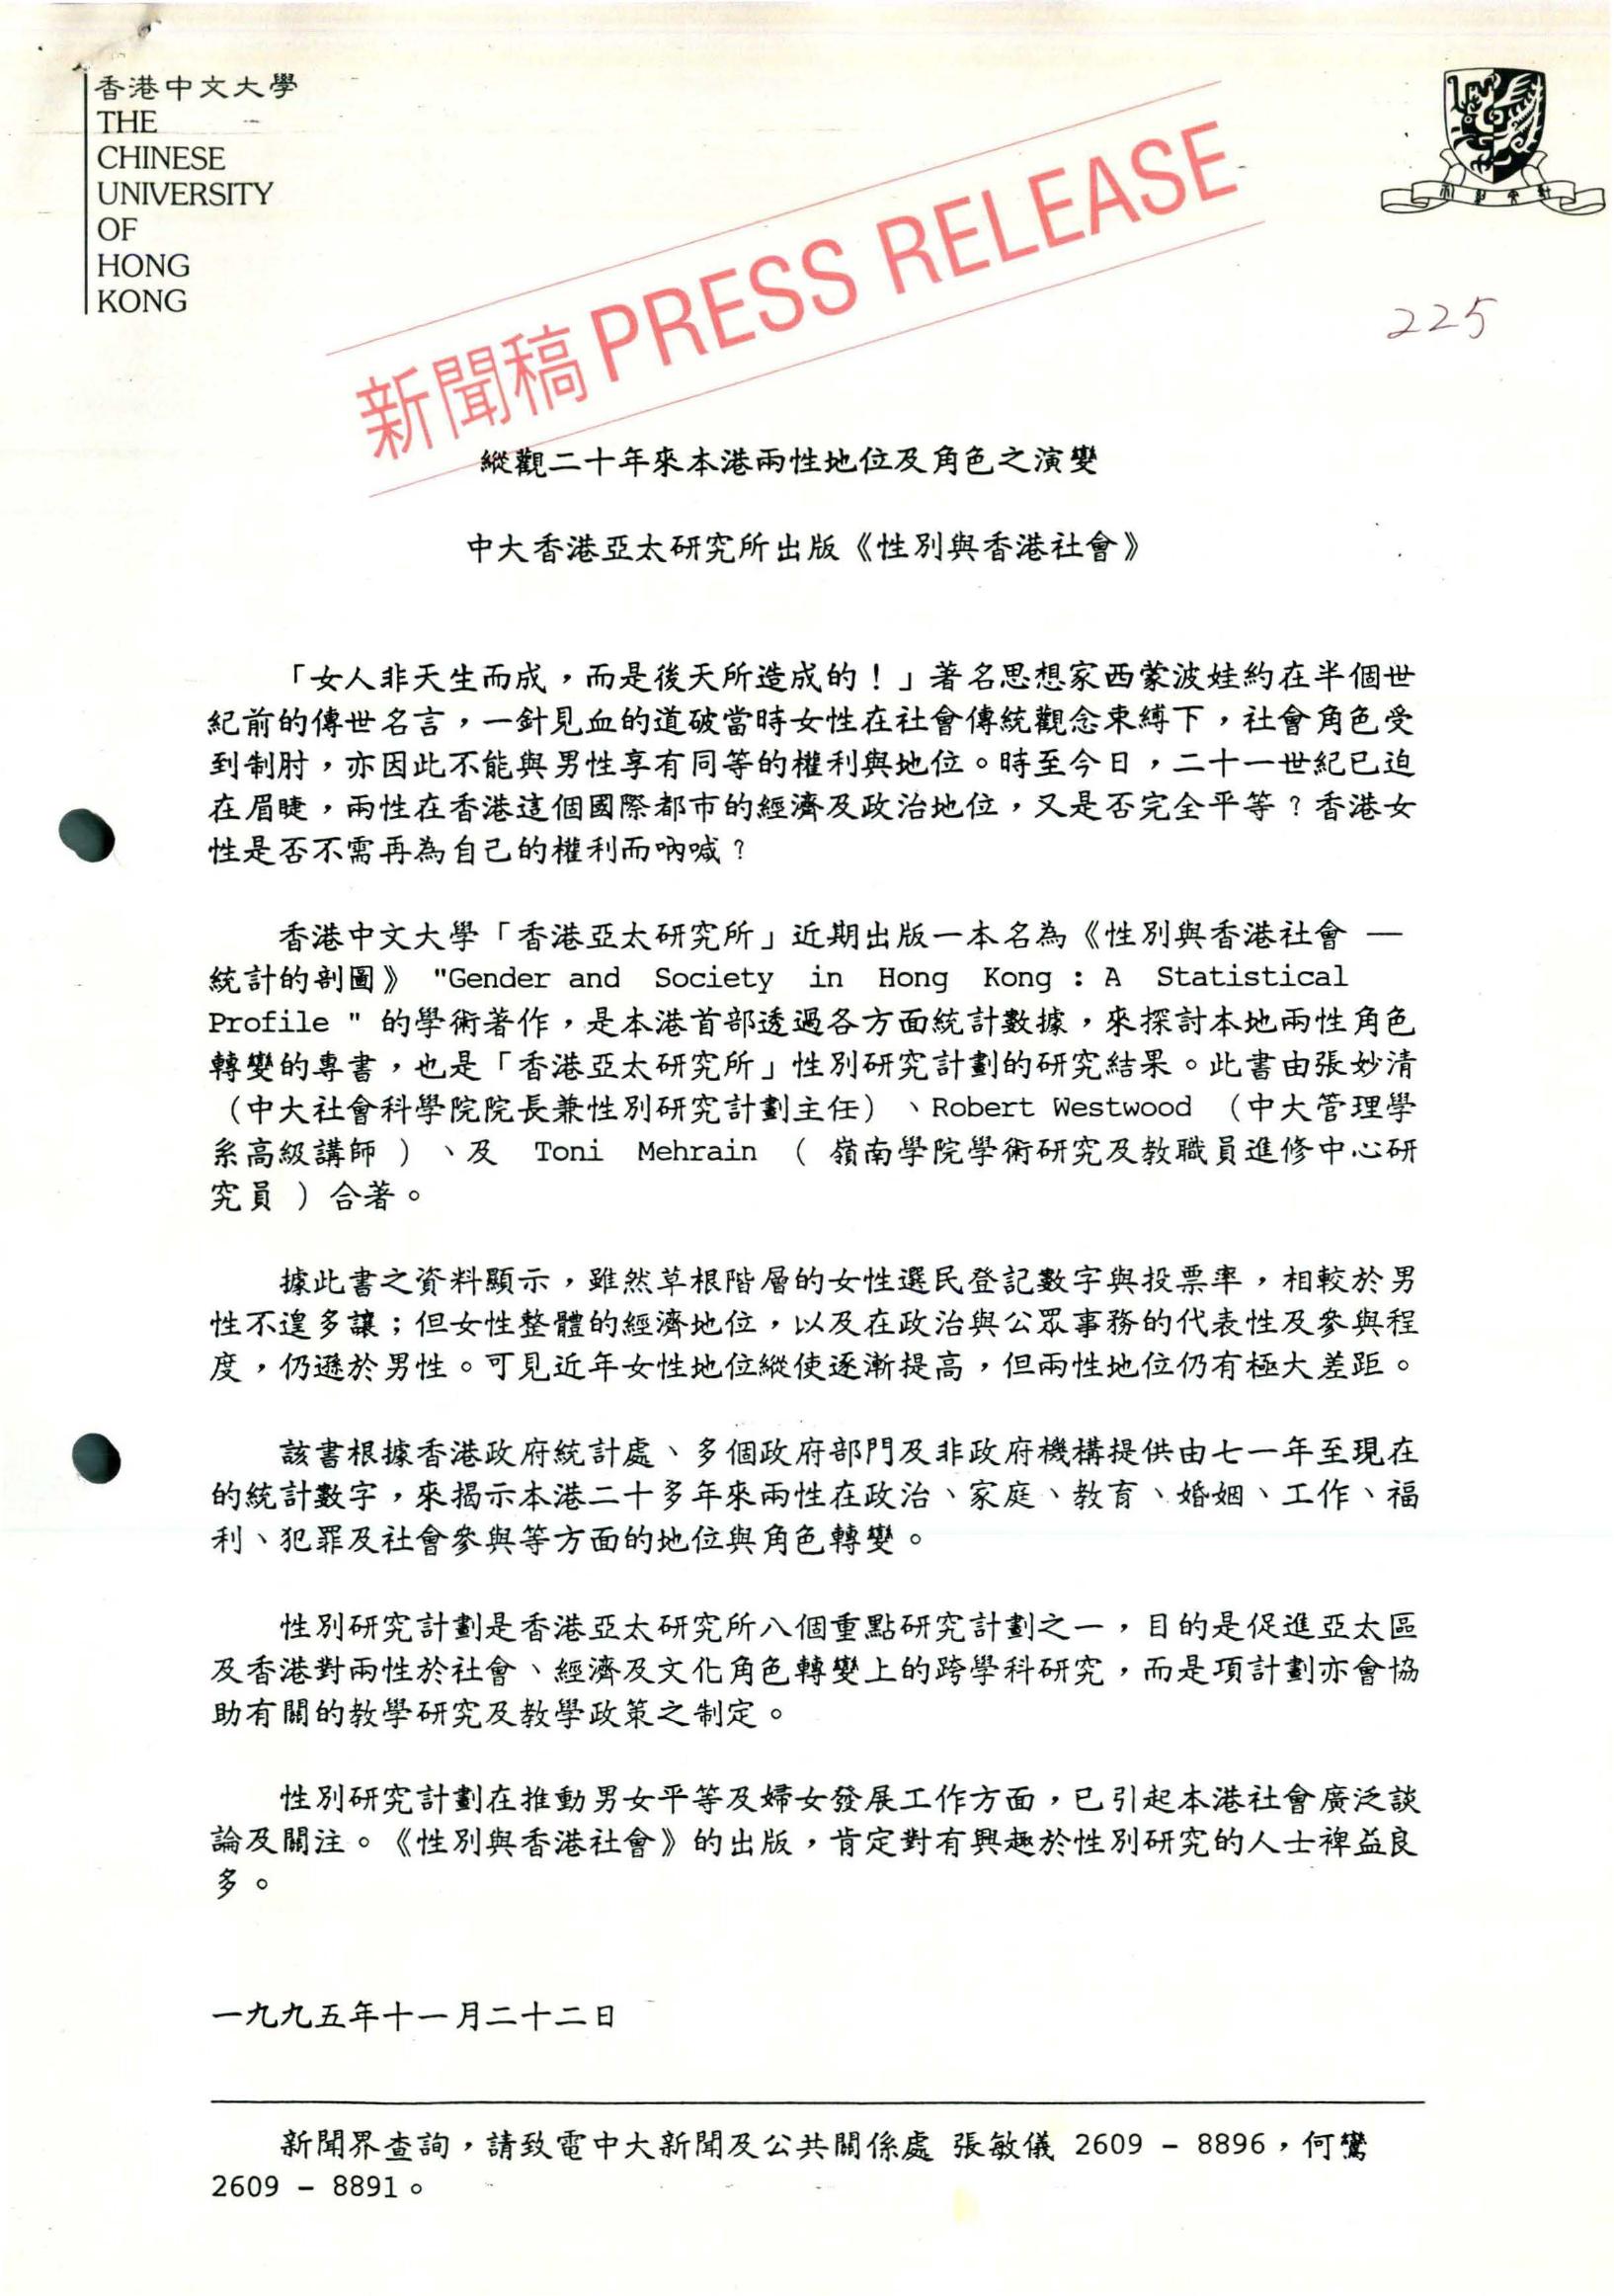 香港中文大學
THE
CHINESE
UNIVERSITY
OF
HONG
KONG
新聞稿 PRESS RELEASE
225
縱觀二十年來本港兩性地位及角色之演變
中大香港亞太研究所出版《性別與香港社會》
「女人非天生而成，而是後天所造成的！」著名思想家西蒙波娃約在半個世
紀前的傳世名言，一針見血的道破當時女性在社會傳統觀念束縛下，社會角色受
到制肘，亦因此不能與男性享有同等的權利與地位。時至今日，二十一世紀已迫
在眉睫，兩性在香港這個國際都市的經濟及政治地位，又是否完全平等？香港女
性是否不需再為自己的權利而吶喊？
香港中文大學「香港亞太研究所」近期出版一本名為《性別與香港社會 —
統計的剖圖》 "Gender and Society in Hong Kong : A Statistical
Profile " 的學術著作，是本港首部透過各方面統計數據，來探討本地兩性角色
轉變的專書，也是「香港亞太研究所」性別研究計劃的研究結果。此書由張妙清
（中大社會科學院院長兼性別研究計劃主任）、Robert Westwood （中大管理學
系高級講師 ）、及 Toni Mehrain （ 嶺南學院學術研究及教職員進修中心研
究員 ）合著。
據此書之資料顯示，雖然草根階層的女性選民登記數字與投票率，相較於男
性不遑多讓；但女性整體的經濟地位，以及在政治與公眾事務的代表性及參與程
度，仍遜於男性。可見近年女性地位縱使逐漸提高，但兩性地位仍有極大差距。
該書根據香港政府統計處、多個政府部門及非政府機構提供由七一年至現在
的統計數字，來揭示本港二十多年來兩性在政治、家庭、教育、婚姻、工作、福
利、犯罪及社會參與等方面的地位與角色轉變。
性別研究計劃是香港亞太研究所八個重點研究計劃之一，目的是促進亞太區
及香港對兩性於社會、經濟及文化角色轉變上的跨學科研究，而是項計劃亦會協
助有關的教學研究及教學政策之制定。
性別研究計劃在推動男女平等及婦女發展工作方面，已引起本港社會廣泛談
論及關注。《性別與香港社會》的出版，肯定對有興趣於性別研究的人士裨益良
多。
一九九五年十一月二十二日
新聞界查詢，請致電中大新聞及公共關係處 張敏儀 2609 - 8896，何鸞
2609 - 8891。